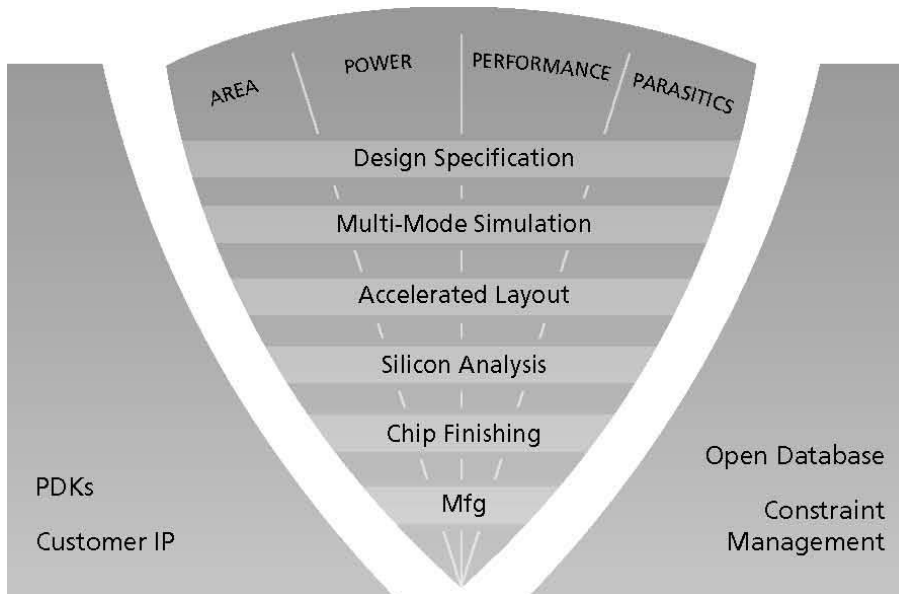 AREA
POWER
PERFORMANCE
PARASITICS
Design Specification
Multi-Mode Simulation
Accelerated Layout
Silicon Analysis
Chip Finishing
Mfg
PDKs
Customer IP
Open Database
Constraint
Management